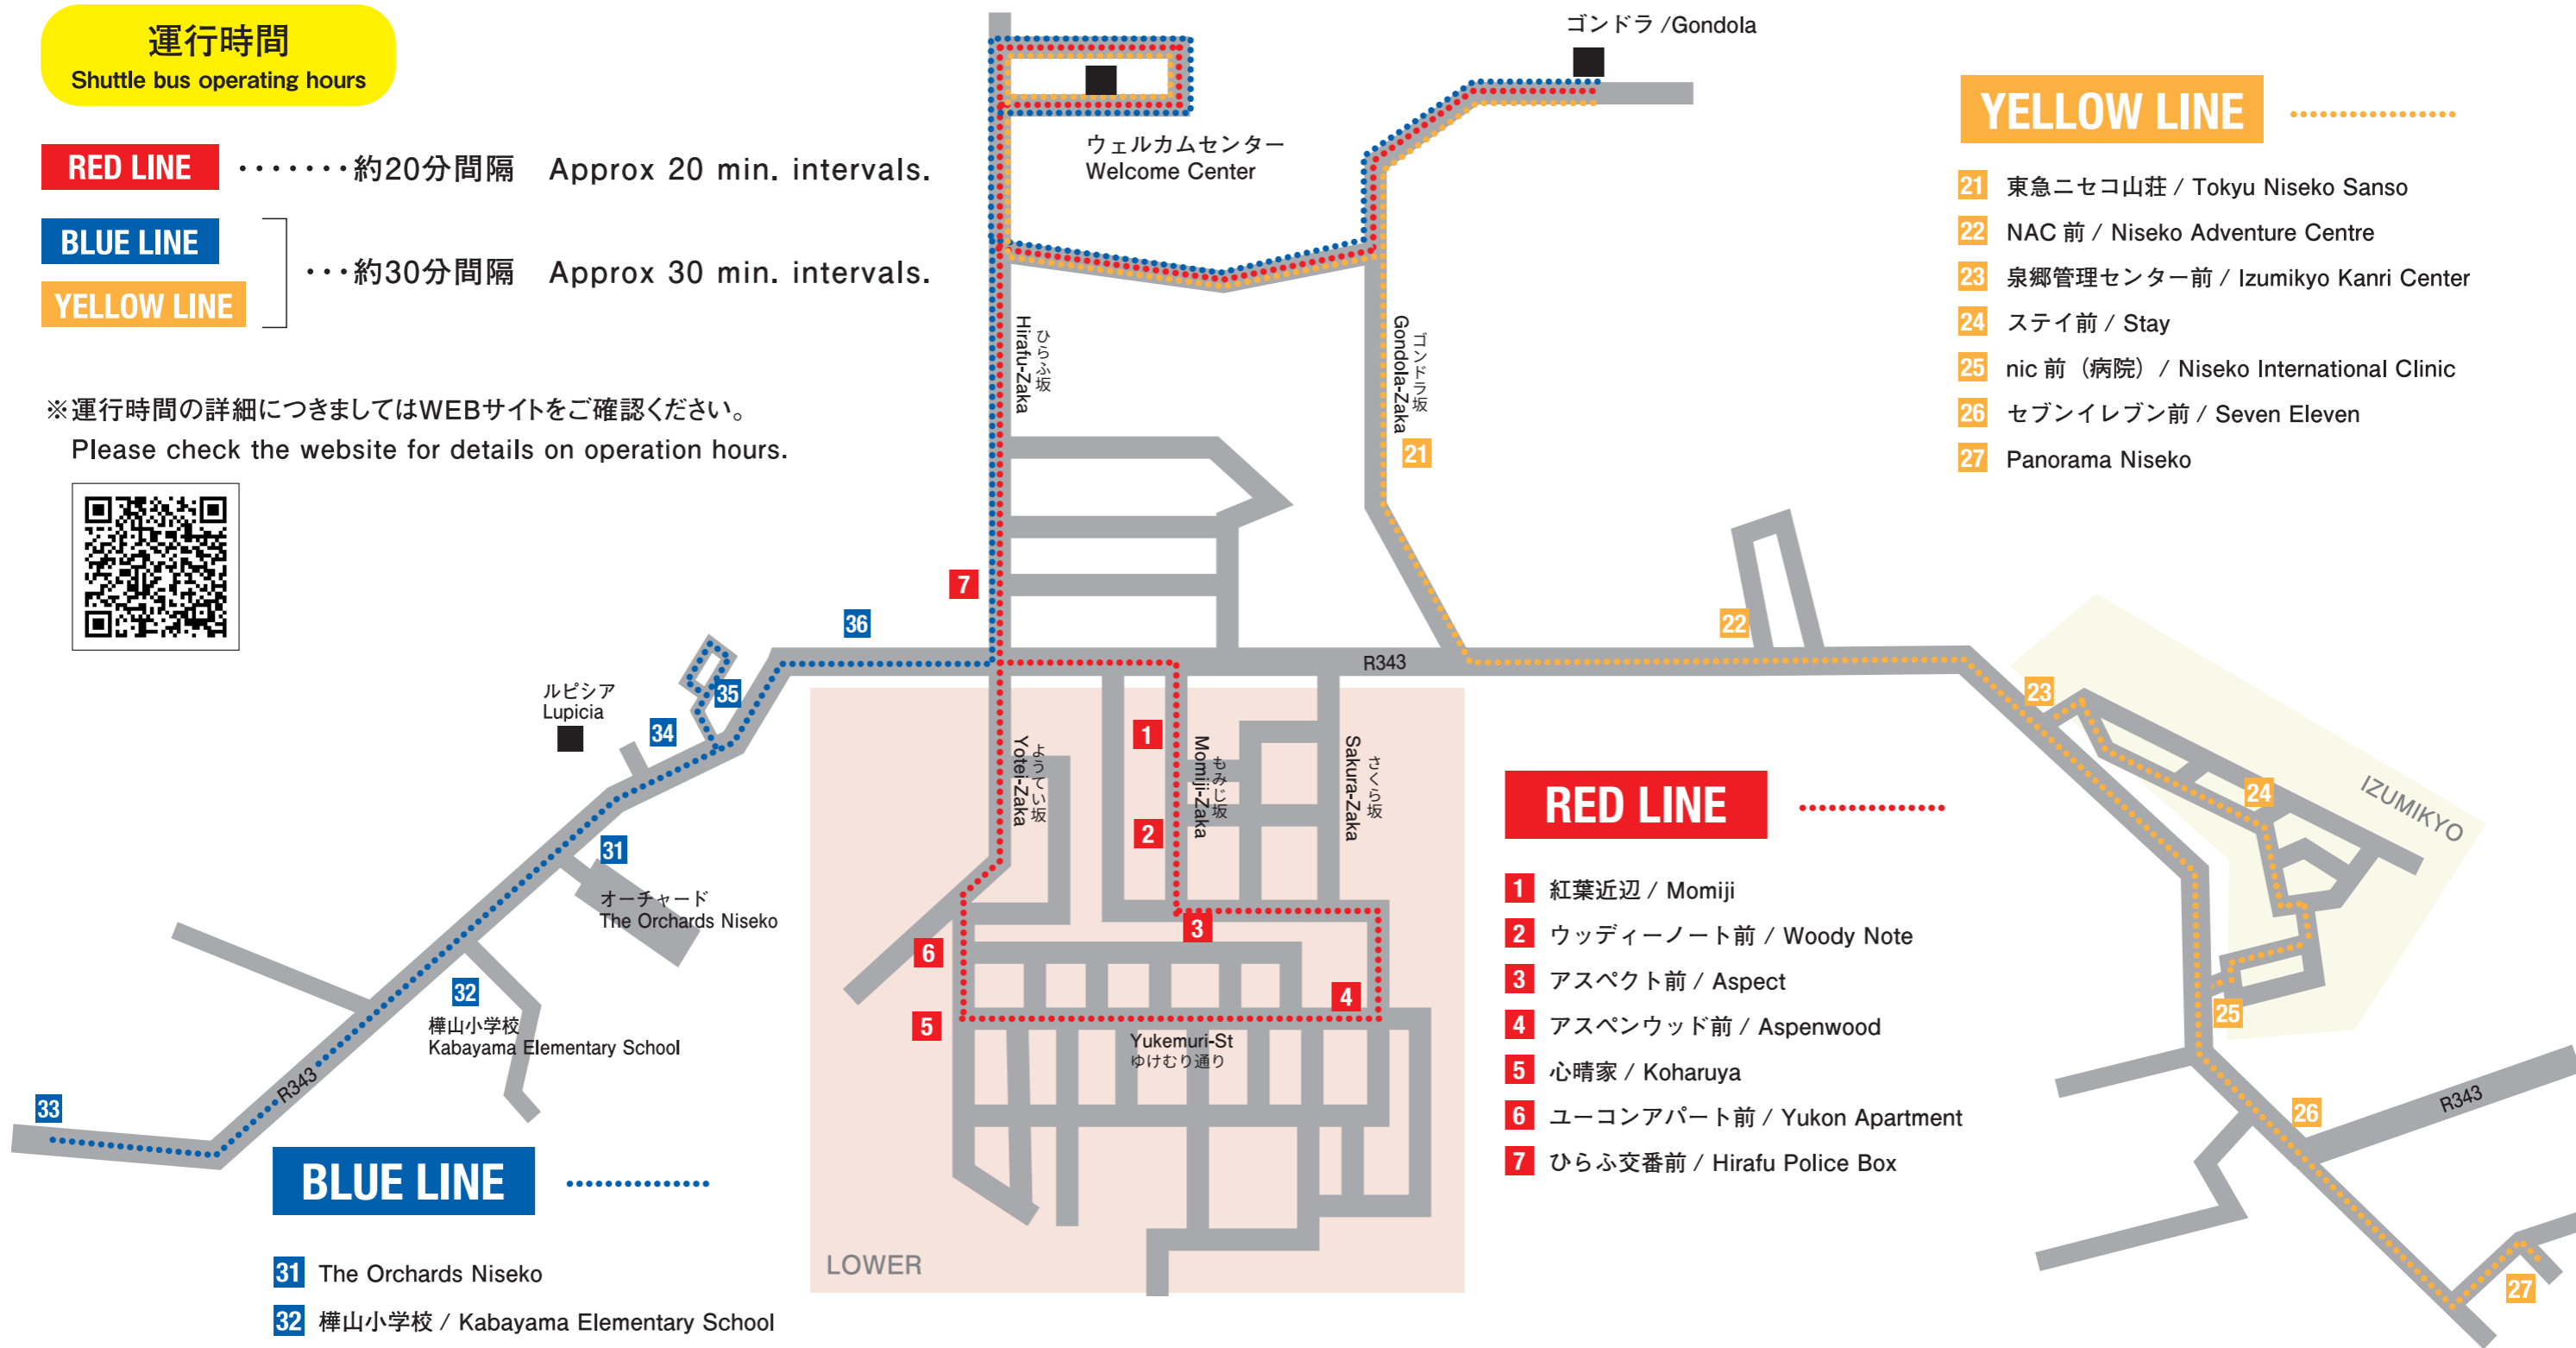 運行時間
Shuttle bus operating hours
RED LINE ・・・・・・・約20分間隔 Approx 20 min. intervals.
BLUE LINE
YELLOW LINE
・・・約30分間隔 Approx 30 min. intervals.
※運行時間の詳細につきましてはWEBサイトをご確認ください。
Please check the website for details on operation hours.
ゴンドラ /Gondola
ウェルカムセンター
Welcome Center
ひらふ坂
Hirafu-Zaka
ゴンドラ坂
Gondola-Zaka
YELLOW LINE
21 東急ニセコ山荘 / Tokyu Niseko Sanso
22 NAC 前 / Niseko Adventure Centre
23 泉郷管理センター前 / Izumikyo Kanri Center
24 ステイ前 / Stay
25 nic 前（病院）/ Niseko International Clinic
26 セブンイレブン前 / Seven Eleven
27 Panorama Niseko
21
7
36
22
R343
35
34
ルピシア
Lupicia
31
オーチャード
The Orchards Niseko
32
樺山小学校
Kabayama Elementary School
R343
33
1
2
3
4
5
6
ようてい坂
Yotei-Zaka
もみじ坂
Momiji-Zaka
さくら坂
Sakura-Zaka
Yukemuri-St
ゆけむり通り
LOWER
23
24
IZUMIKYO
25
26
R343
27
RED LINE
1 紅葉近辺 / Momiji
2 ウッディーノート前 / Woody Note
3 アスペクト前 / Aspect
4 アスペンウッド前 / Aspenwood
5 心晴家 / Koharuya
6 ユーコンアパート前 / Yukon Apartment
7 ひらふ交番前 / Hirafu Police Box
BLUE LINE
31 The Orchards Niseko
32 樺山小学校 / Kabayama Elementary School